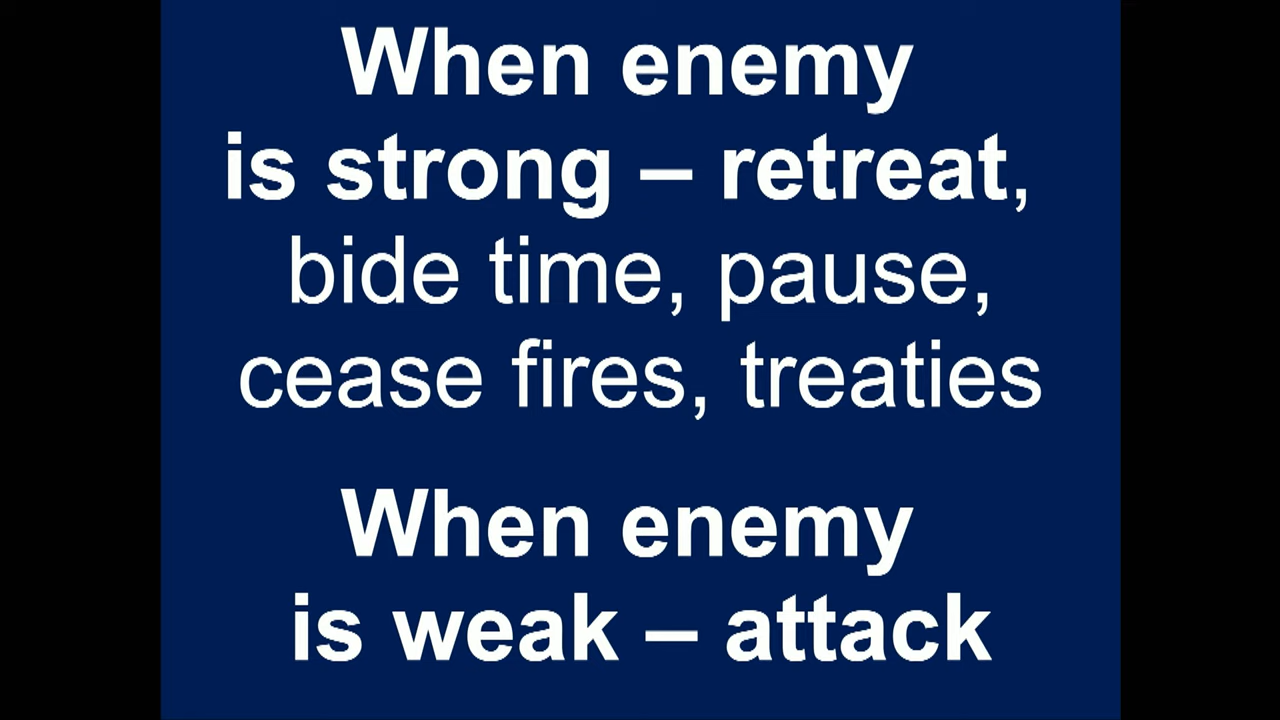 When enemy
is strong – retreat,
bide time, pause,
cease fires, treaties
When enemy
is weak – attack